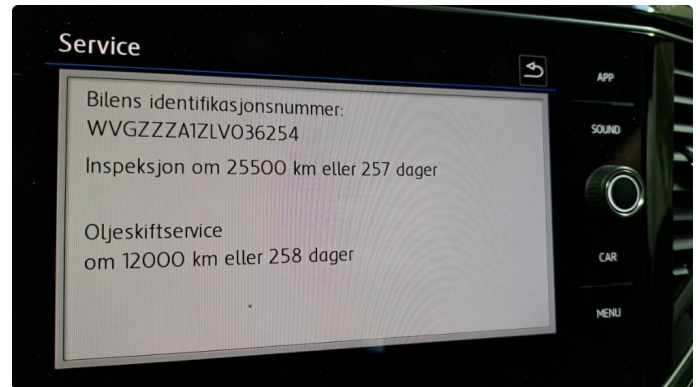 Service
APP
Bilens identifikasjonsnummer:
WVGZZZA1ZLV036254
SOUND
Inspeksjon om 25500 km eller 257 dager
Oljeskiftservice
om 12000 km eller 258 dager
CAR
MENU